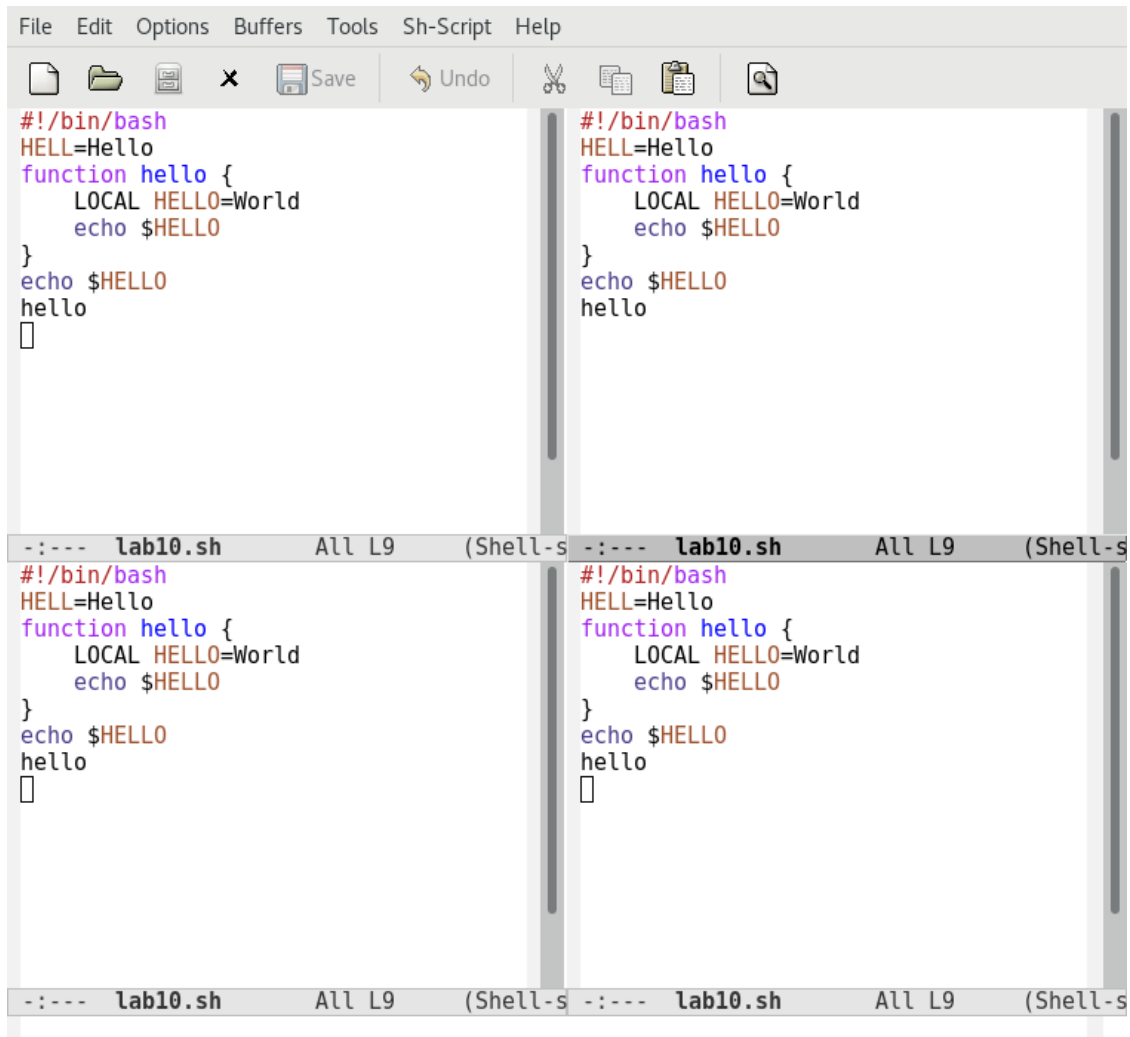 File Edit Options Buffers Tools Sh-Script Help
Save Undo
#!/bin/bash
HELL=Hello
function hello {
    LOCAL HELLO=World
    echo $HELLO
}
echo $HELLO
hello
-:--- lab10.sh All L9 (Shell-s
#!/bin/bash
HELL=Hello
function hello {
    LOCAL HELLO=World
    echo $HELLO
}
echo $HELLO
hello
-:--- lab10.sh All L9 (Shell-s
#!/bin/bash
HELL=Hello
function hello {
    LOCAL HELLO=World
    echo $HELLO
}
echo $HELLO
hello
-:--- lab10.sh All L9 (Shell-s
#!/bin/bash
HELL=Hello
function hello {
    LOCAL HELLO=World
    echo $HELLO
}
echo $HELLO
hello
-:--- lab10.sh All L9 (Shell-s